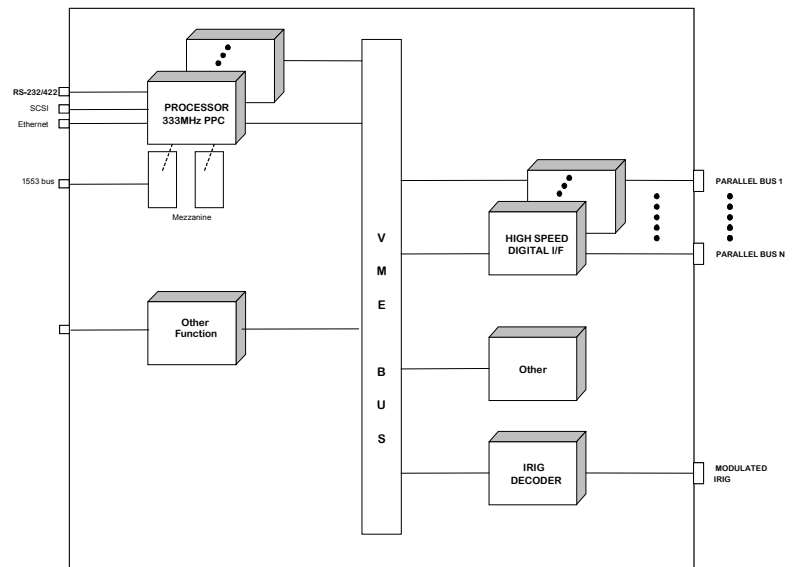 RS-232/422
SCSI
Ethernet
PROCESSOR
333MHz PPC
1553 bus
Mezzanine
Other
Function
V
M
E
B
U
S
PARALLEL BUS 1
HIGH SPEED
DIGITAL I/F
PARALLEL BUS N
Other
IRIG
DECODER
MODULATED
IRIG